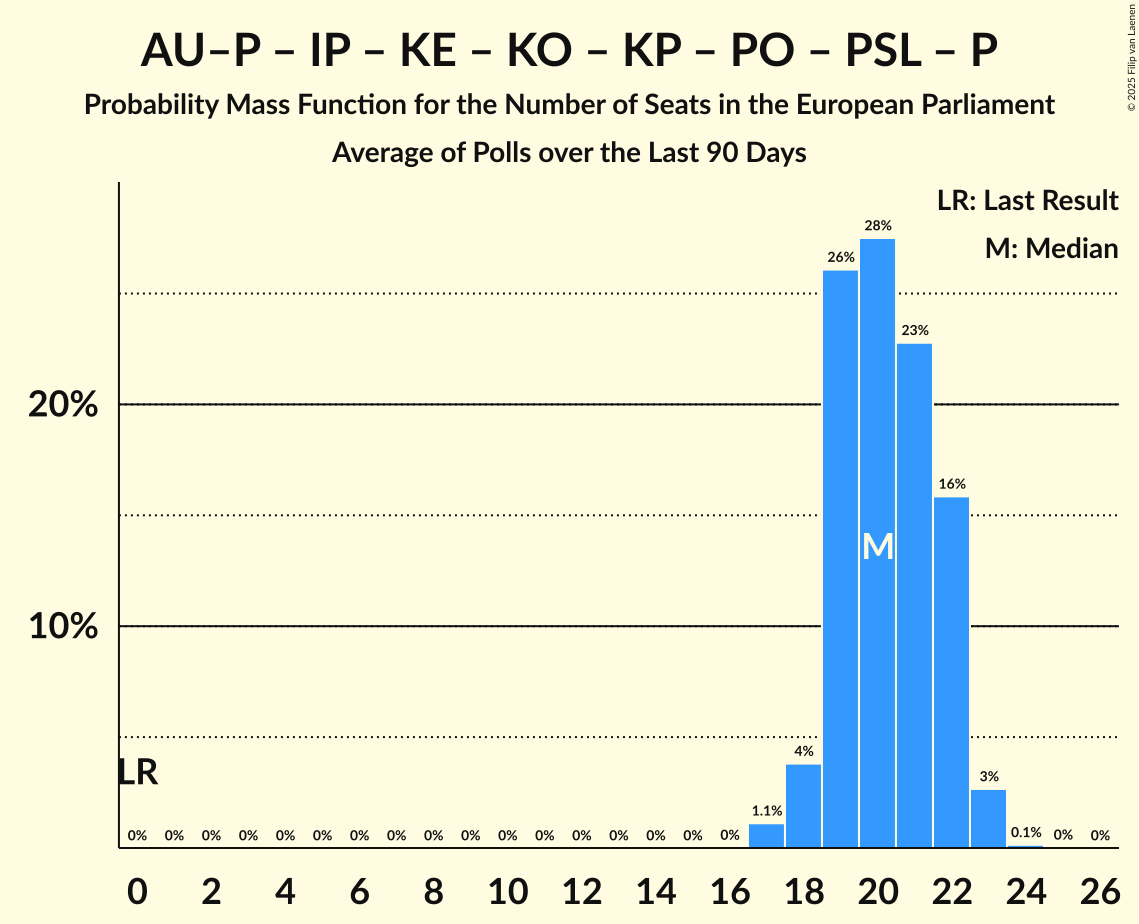 AU–P – IP – KE – KO – KP – PO – PSL – P
Probability Mass Function for the Number of Seats in the European Parliament
Average of Polls over the Last 90 Days
© 2025 Filip van Laenen
LR: Last Result
M: Median
28%
26%
23%
20%
16%
M
10%
4%
LR
3%
1.1%
0% 0% 0% 0% 0% 0% 0% 0% 0% 0% 0% 0% 0% 0% 0% 0% 0% 0.1% 0% 0%
0 2 4 6 8 10 12 14 16 18 20 22 24 26